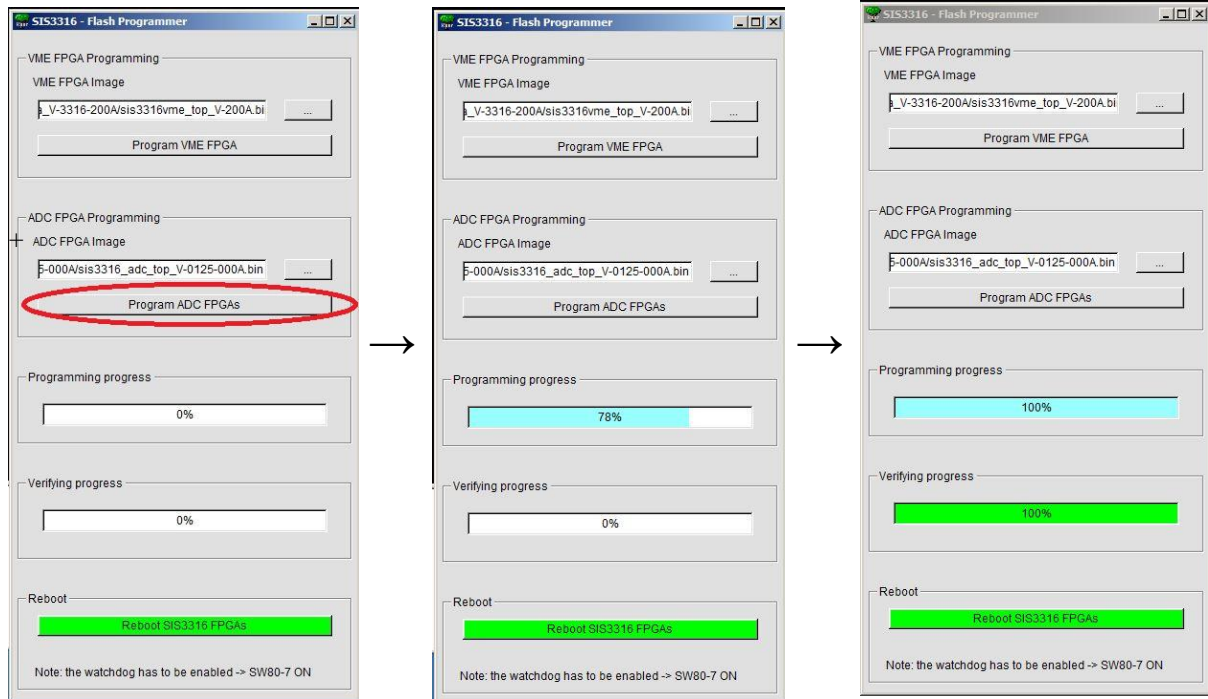 SIS3316 - Flash Programmer
VME FPGA Programming
VME FPGA Image
a_V-3316-200A/sis3316vme_top_V-200A.bi
...
Program VME FPGA
ADC FPGA Programming
ADC FPGA Image
5-000A/sis3316_adc_top_V-0125-000A.bin
...
Program ADC FPGAs
Programming progress
0%
Verifying progress
0%
Reboot
Reboot SIS3316 FPGAs
Note: the watchdog has to be enabled -> SW80-7 ON
→
SIS3316 - Flash Programmer
VME FPGA Programming
VME FPGA Image
a_V-3316-200A/sis3316vme_top_V-200A.bi
...
Program VME FPGA
ADC FPGA Programming
ADC FPGA Image
5-000A/sis3316_adc_top_V-0125-000A.bin
...
Program ADC FPGAs
Programming progress
78%
Verifying progress
0%
Reboot
Reboot SIS3316 FPGAs
Note: the watchdog has to be enabled -> SW80-7 ON
→
SIS3316 - Flash Programmer
VME FPGA Programming
VME FPGA Image
a_V-3316-200A/sis3316vme_top_V-200A.bi
...
Program VME FPGA
ADC FPGA Programming
ADC FPGA Image
5-000A/sis3316_adc_top_V-0125-000A.bin
...
Program ADC FPGAs
Programming progress
100%
Verifying progress
100%
Reboot
Reboot SIS3316 FPGAs
Note: the watchdog has to be enabled -> SW80-7 ON